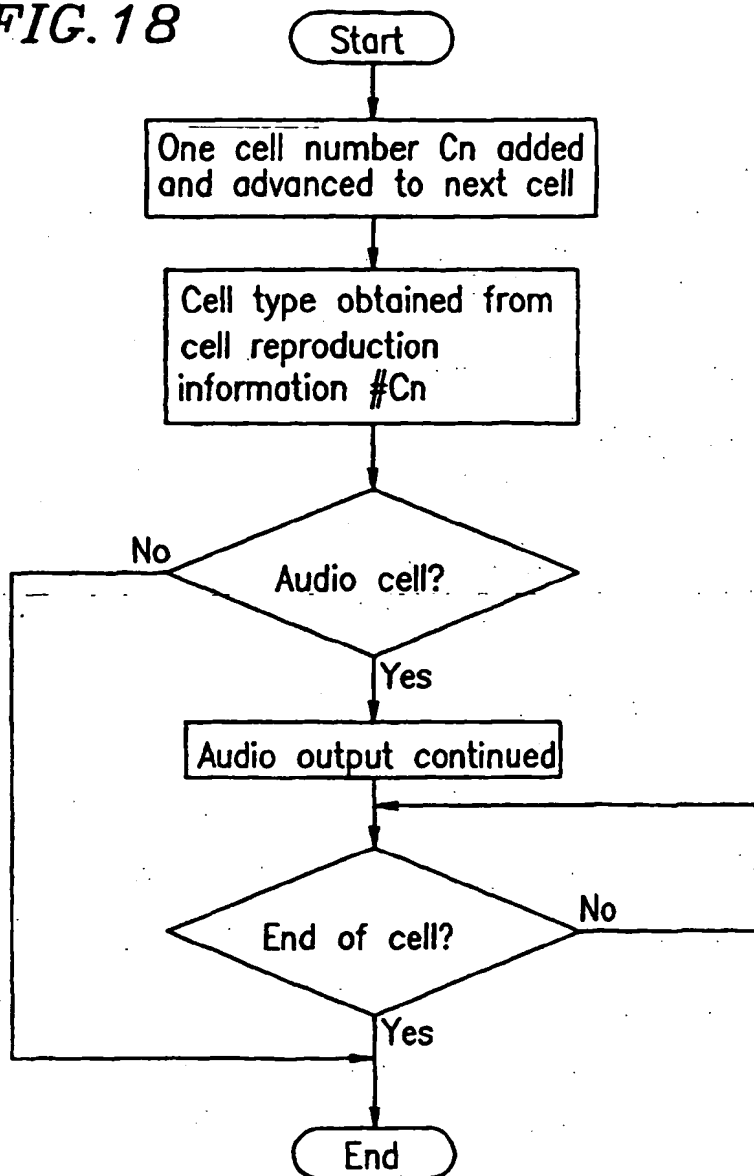 FIG. 18
Start
One cell number Cn added
and advanced to next cell
Cell type obtained from
cell reproduction
information #Cn
No
Audio cell?
Yes
Audio output continued
End of cell?
No
Yes
End